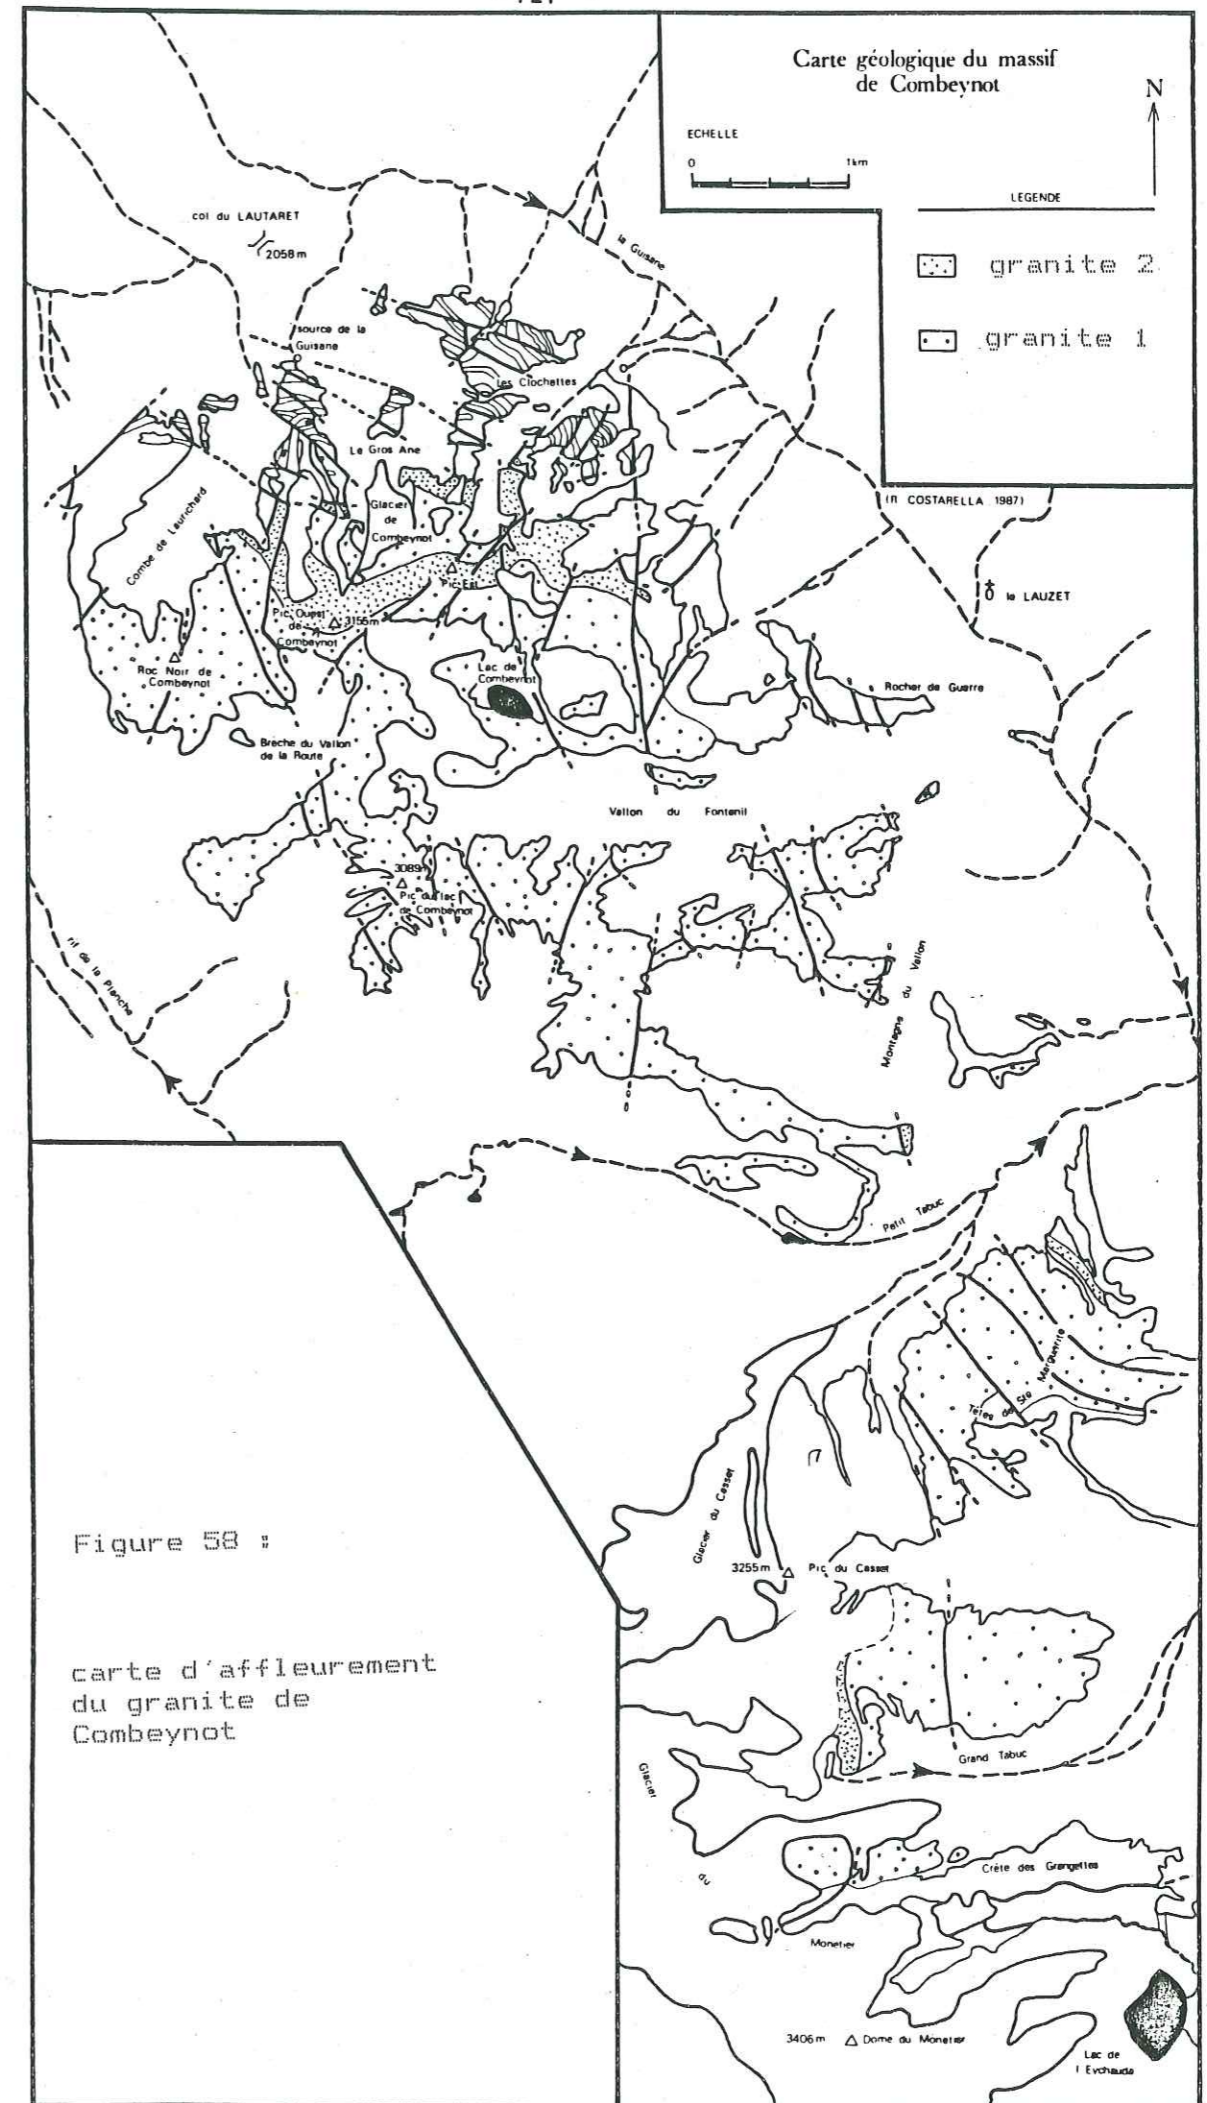 Carte géologique du massif
de Combeynot
N
ECHELLE
0 1km
LEGENDE
granite 2
granite 1
col du LAUTARET
2058m
la Guisane
source de la
Guisane
Les Clochettes
Le Gros Ane
Combe de Laurichard
Glacier
de
Combeynot
(R COSTARELLA 1987)
le LAUZET
Pic Est
Pic Ouest
de
Combeynot
3155m
Roc Noir de
Combeynot
Lac de
Combeynot
Rocher de Guerre
Brèche du Vallon
de la Route
Vallon du Fontenil
3089m
Pic du lac
de Combeynot
rif de la Planche
Montagne du Vallon
Petit Tabuc
Têtes de Ste Marguerite
Glacier du Casset
3255m Pic du Casset
Figure 58 :
carte d'affleurement
du granite de
Combeynot
Grand Tabuc
Glacier
du
Monetier
Crête des Grangettes
3406m Dome du Monetier
Lac de
l Eychauda